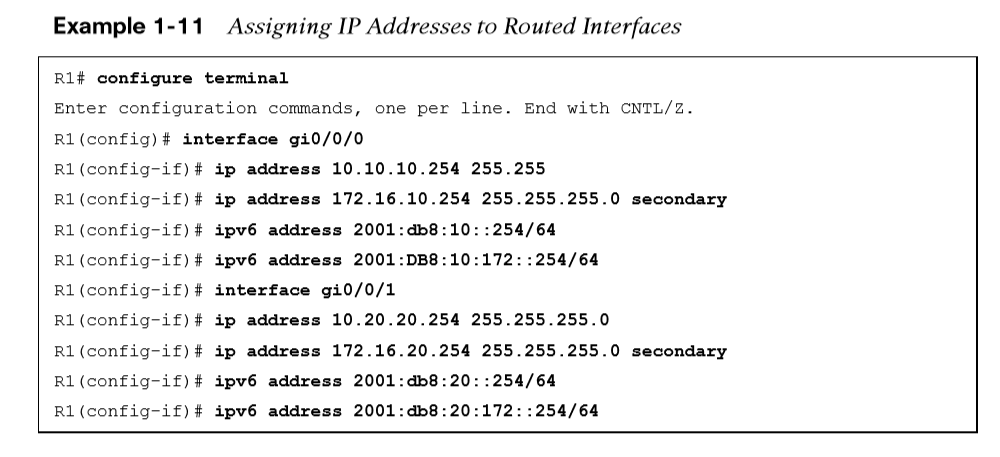 Example 1-11 Assigning IP Addresses to Routed Interfaces
R1# configure terminal
Enter configuration commands, one per line. End with CNTL/Z.
R1(config)# interface gi0/0/0
R1(config-if)# ip address 10.10.10.254 255.255
R1(config-if)# ip address 172.16.10.254 255.255.255.0 secondary
R1(config-if)# ipv6 address 2001:db8:10::254/64
R1(config-if)# ipv6 address 2001:DB8:10:172::254/64
R1(config-if)# interface gi0/0/1
R1(config-if)# ip address 10.20.20.254 255.255.255.0
R1(config-if)# ip address 172.16.20.254 255.255.255.0 secondary
R1(config-if)# ipv6 address 2001:db8:20::254/64
R1(config-if)# ipv6 address 2001:db8:20:172::254/64